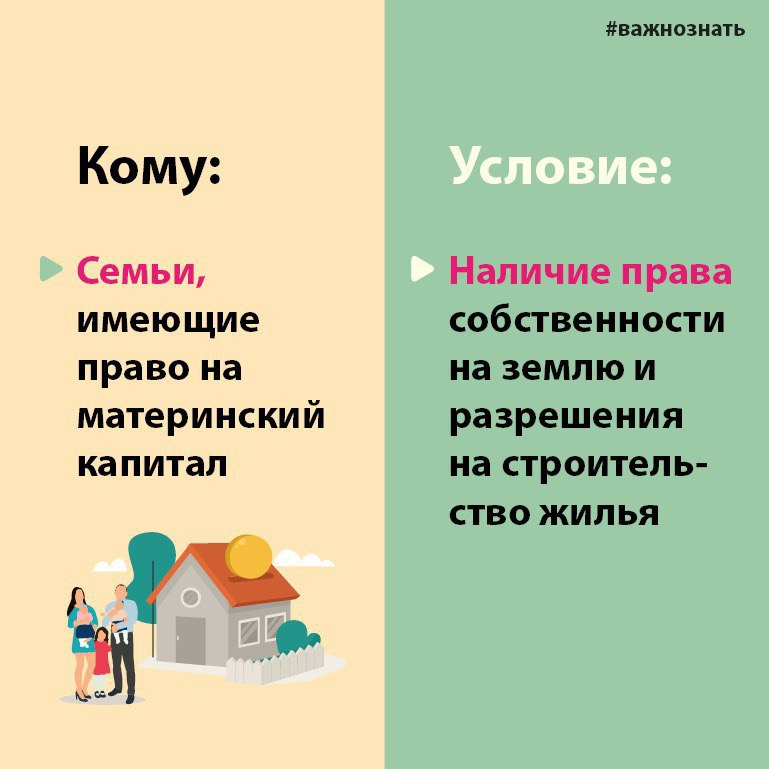 #важнознать
Кому:
Семьи,
имеющие
право на
материнский
капитал
Условие:
Наличие права
собственности
на землю и
разрешения
на строитель-
ство жилья